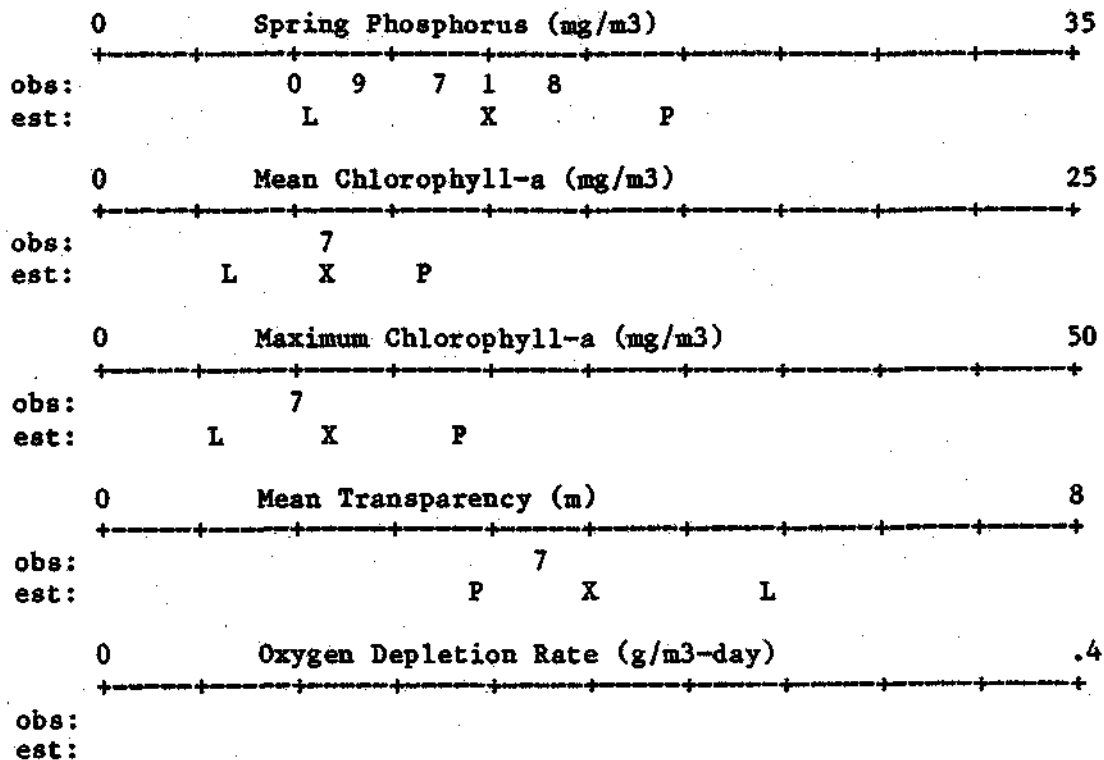 0 Spring Phosphorus (mg/m3) 35
+----+----+----+----+----+----+----+----+----+----+
obs: 0 9 7 1 8
est: L X P
0 Mean Chlorophyll-a (mg/m3) 25
+----+----+----+----+----+----+----+----+----+----+
obs: 7
est: L X P
0 Maximum Chlorophyll-a (mg/m3) 50
+----+----+----+----+----+----+----+----+----+----+
obs: 7
est: L X P
0 Mean Transparency (m) 8
+----+----+----+----+----+----+----+----+----+----+
obs: 7
est: P X L
0 Oxygen Depletion Rate (g/m3-day) .4
+----+----+----+----+----+----+----+----+----+----+
obs:
est: